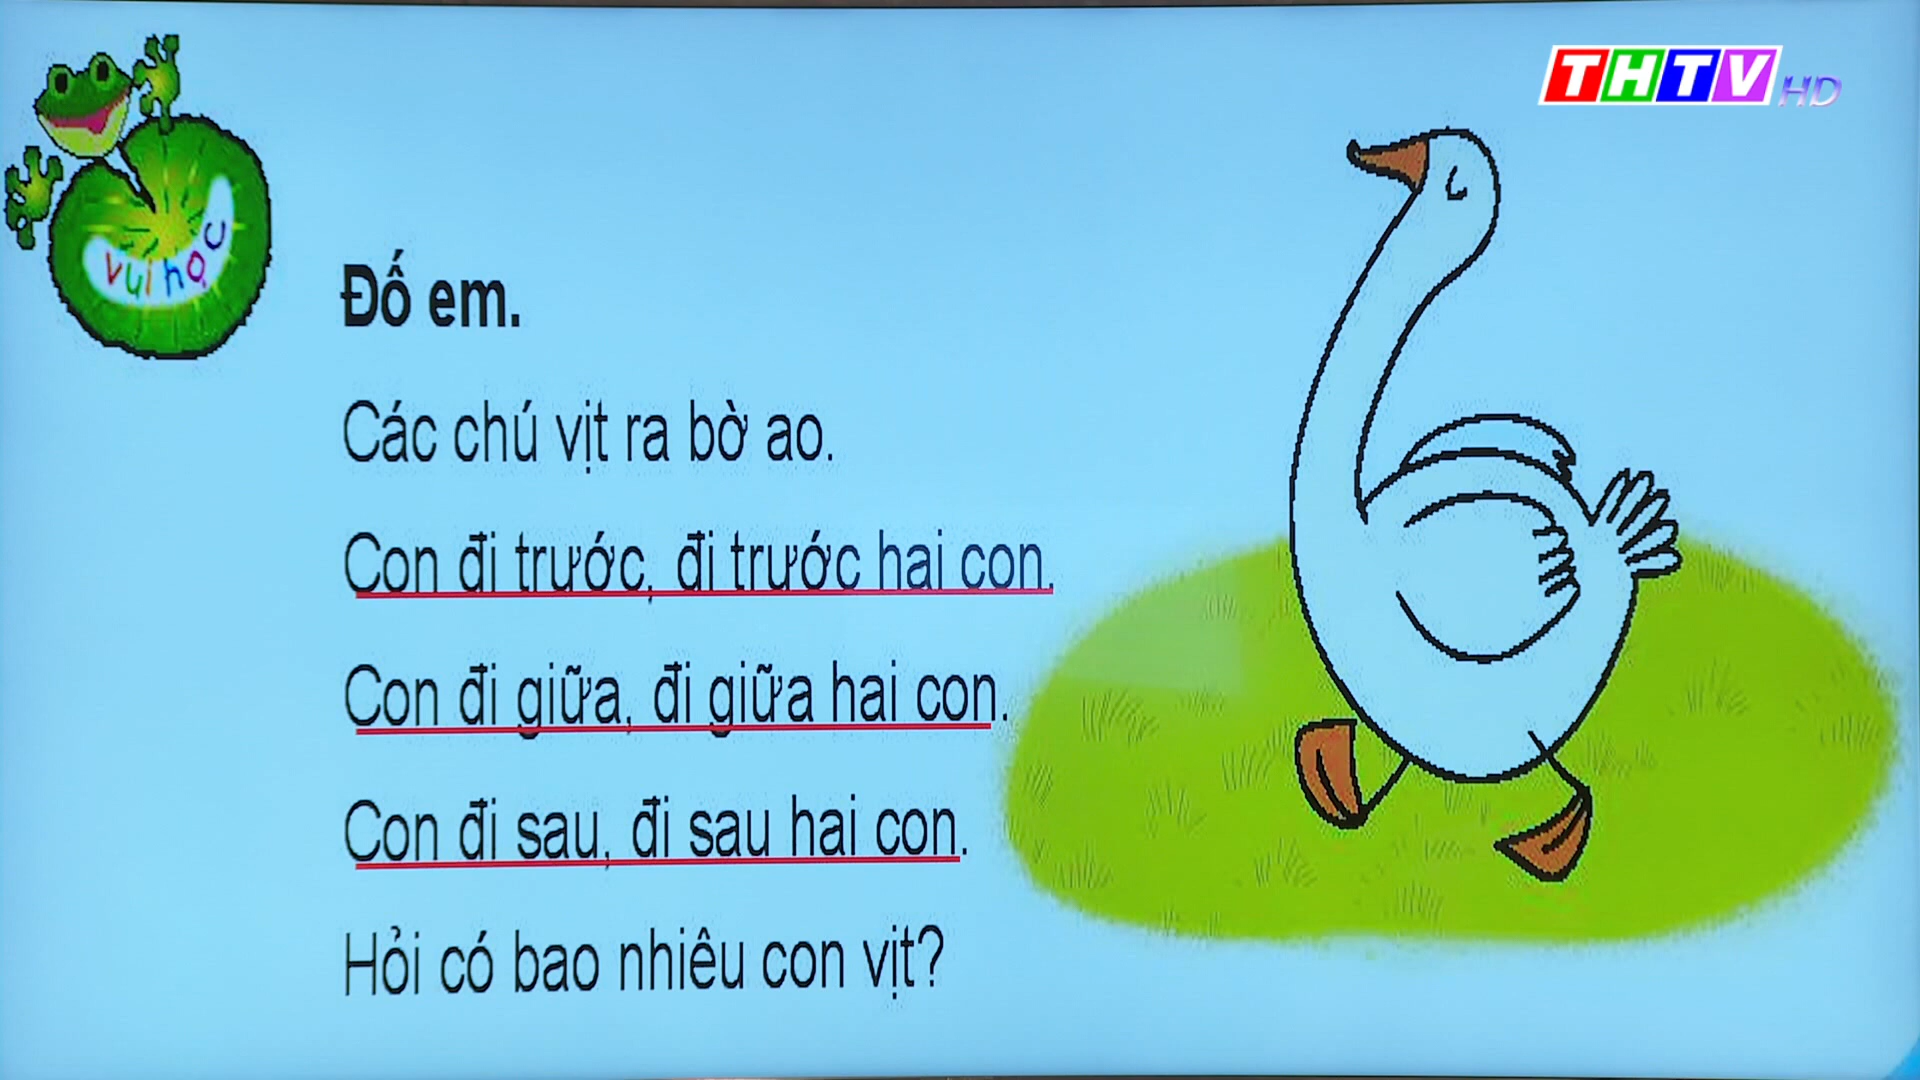 THTV HD
vui học
Đố em.
Các chú vịt ra bờ ao.
Con đi trước, đi trước hai con.
Con đi giữa, đi giữa hai con.
Con đi sau, đi sau hai con.
Hỏi có bao nhiêu con vịt?